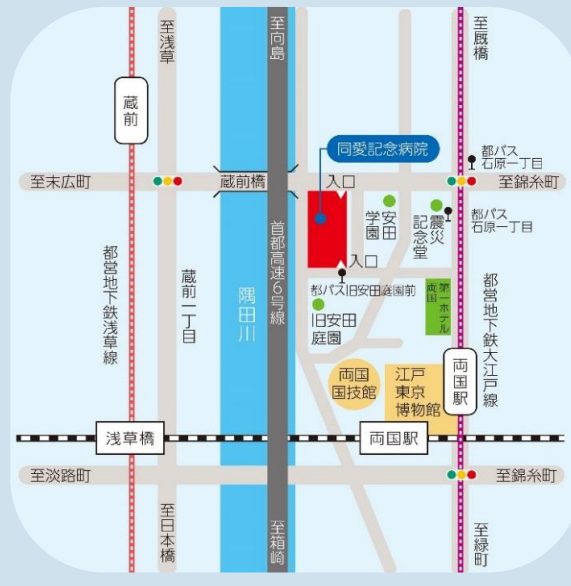 至浅草
至向島
至厩橋
蔵前
同愛記念病院
都バス
石原一丁目
至末広町
蔵前橋
入口
至錦糸町
安田
学園
震災
記念堂
都バス
石原一丁目
首都高速6号線
入口
都バス旧安田庭園前
都営地下鉄浅草線
蔵前一丁目
隅田川
旧安田
庭園
第一ホテル
両国
都営地下鉄大江戸線
両国
国技館
江戸
東京
博物館
両国駅
浅草橋
両国駅
至淡路町
至錦糸町
至日本橋
至箱崎
至緑町